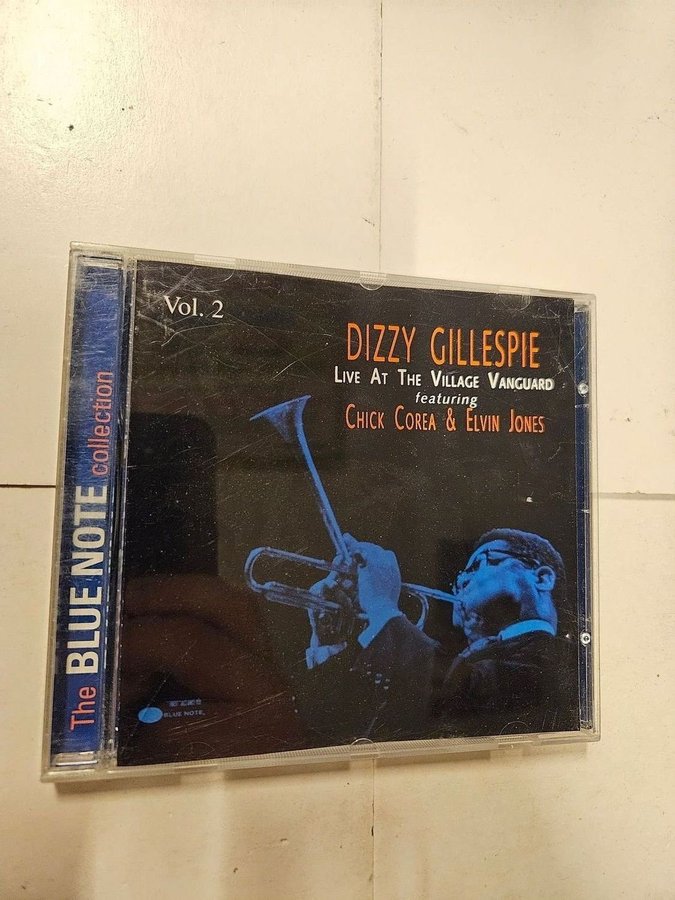 Vol. 2
DIZZY GILLESPIE
LIVE AT THE VILLAGE VANGUARD
featuring
CHICK COREA & ELVIN JONES
The BLUE NOTE collection
BLUE NOTE